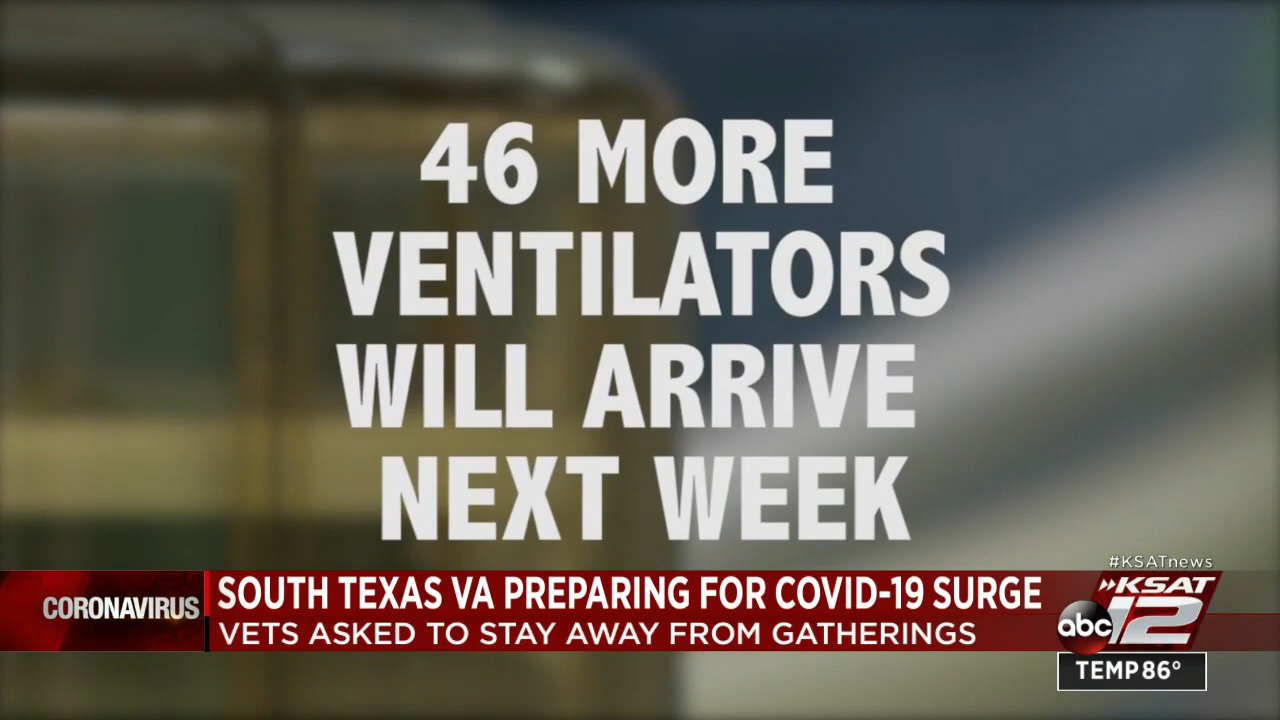 46 MORE
VENTILATORS
WILL ARRIVE
NEXT WEEK
#KSATnews
CORONAVIRUS
SOUTH TEXAS VA PREPARING FOR COVID-19 SURGE
VETS ASKED TO STAY AWAY FROM GATHERINGS
KSAT
abc 12
TEMP 86°